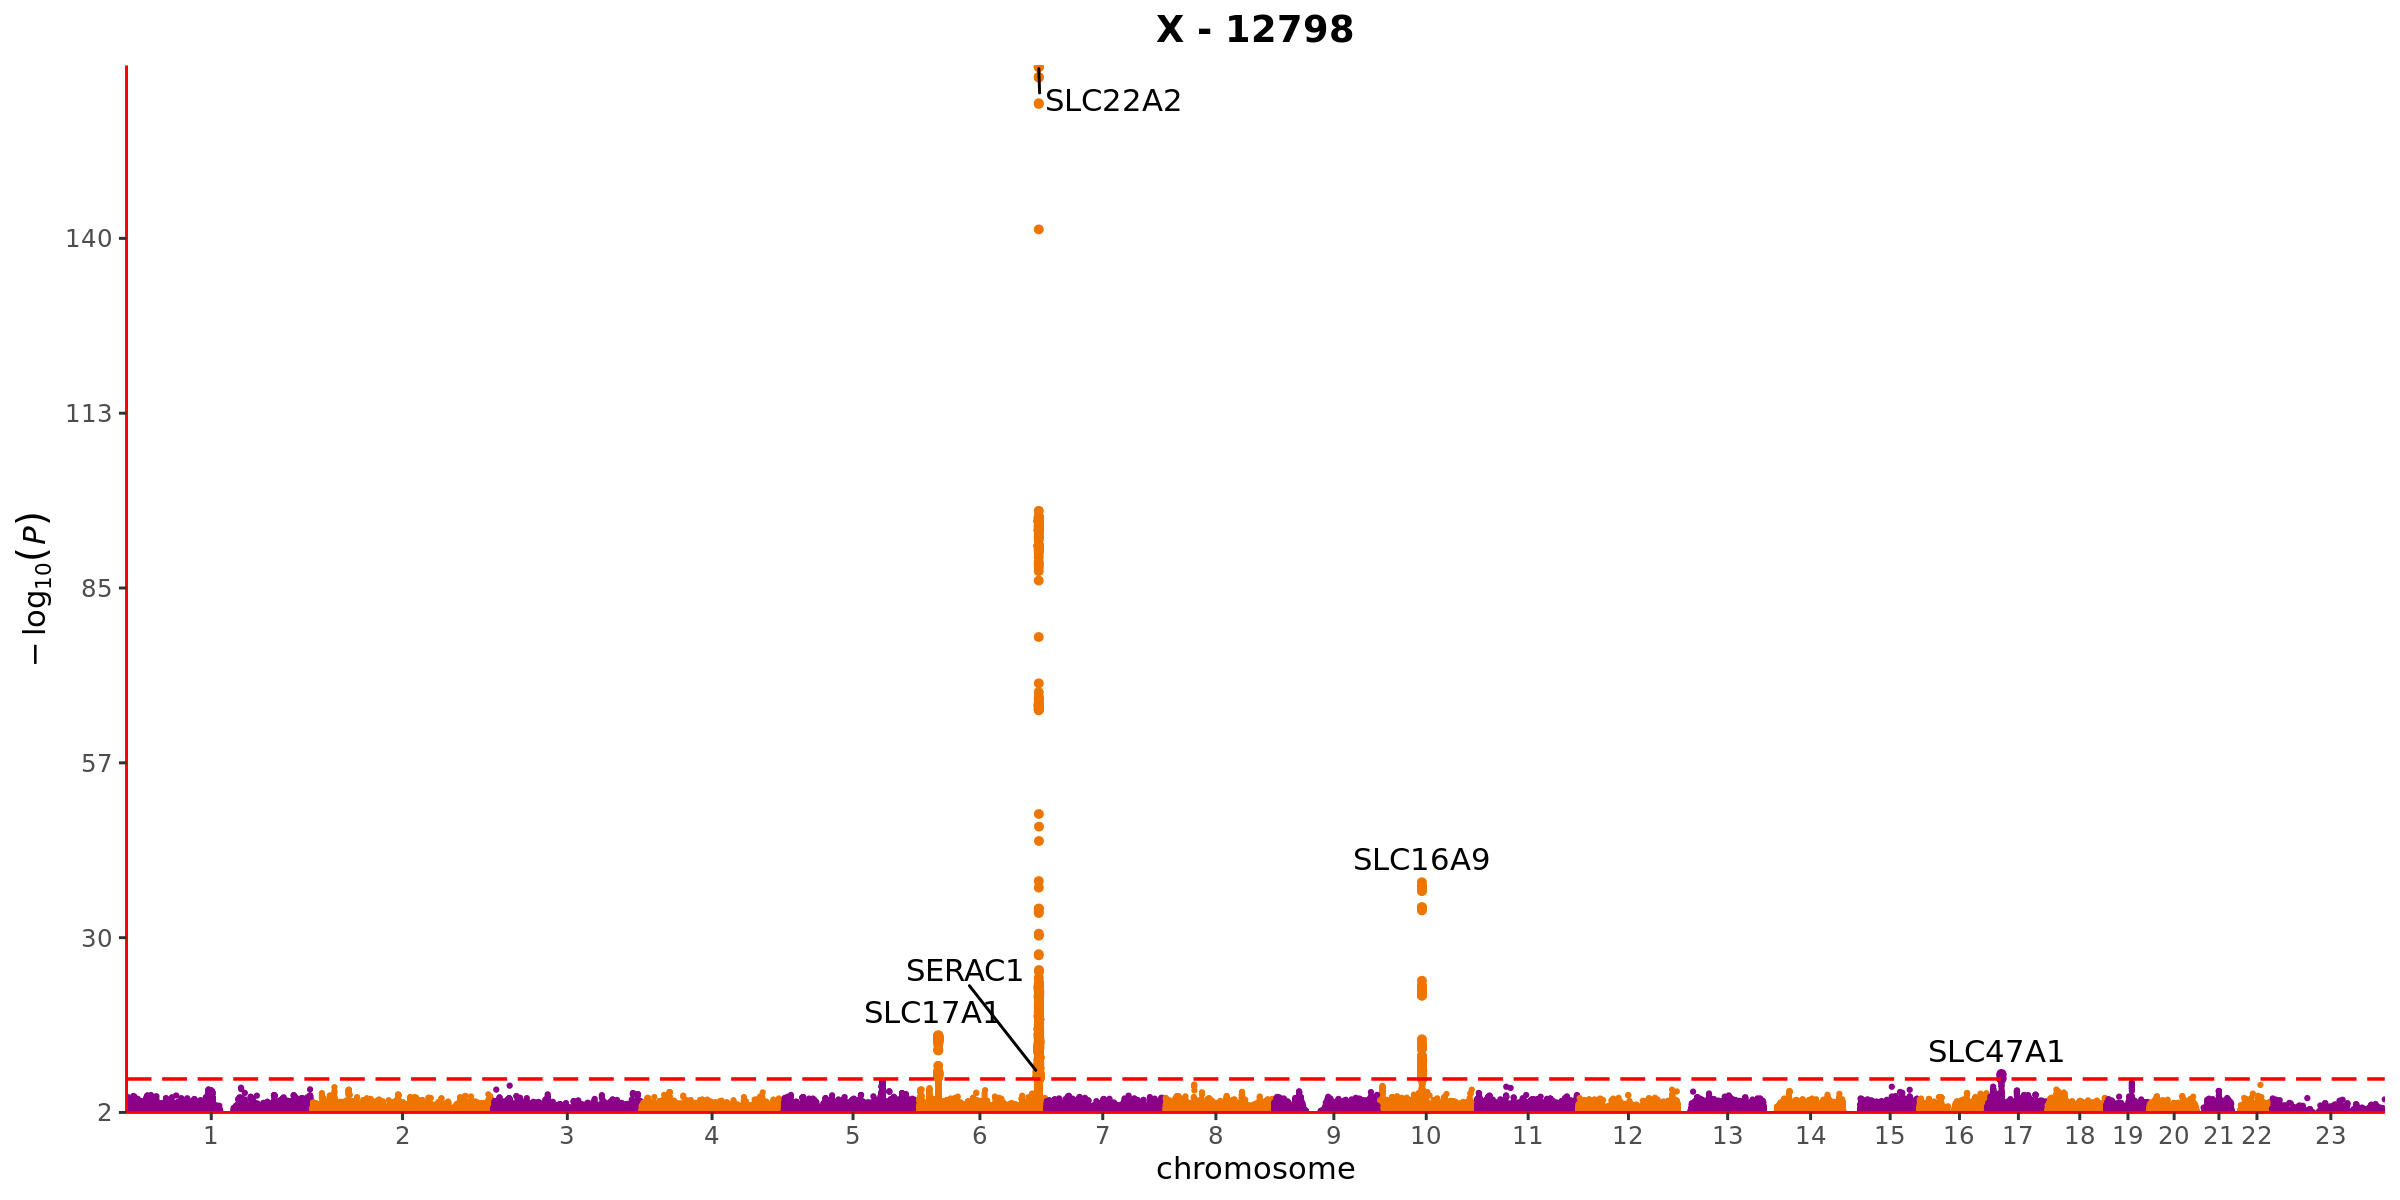 X - 12798
SLC22A2
140
113
85
57
30
2
− log10(P)
SERAC1
SLC17A1
SLC16A9
SLC47A1
1 2 3 4 5 6 7 8 9 10 11 12 13 14 15 16 17 18 19 20 21 22 23
chromosome